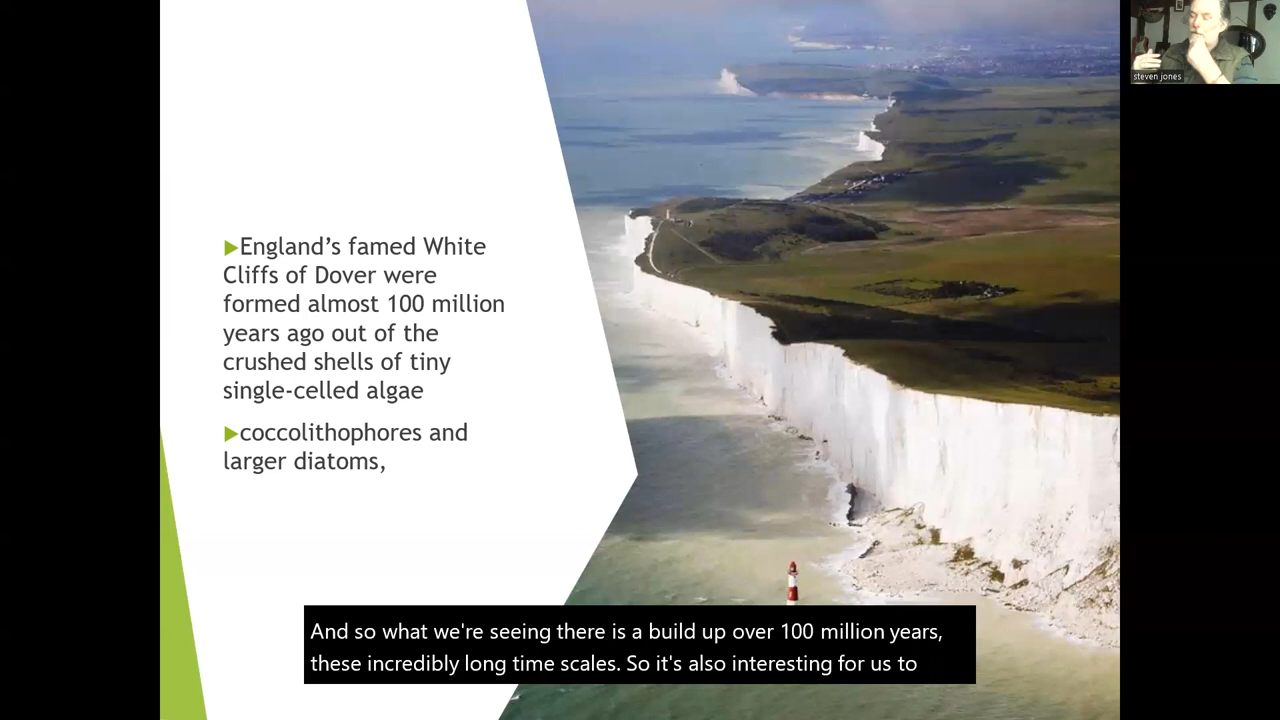 steven jones
▶England’s famed White
Cliffs of Dover were
formed almost 100 million
years ago out of the
crushed shells of tiny
single-celled algae
▶coccolithophores and
larger diatoms,
And so what we're seeing there is a build up over 100 million years,
these incredibly long time scales. So it's also interesting for us to